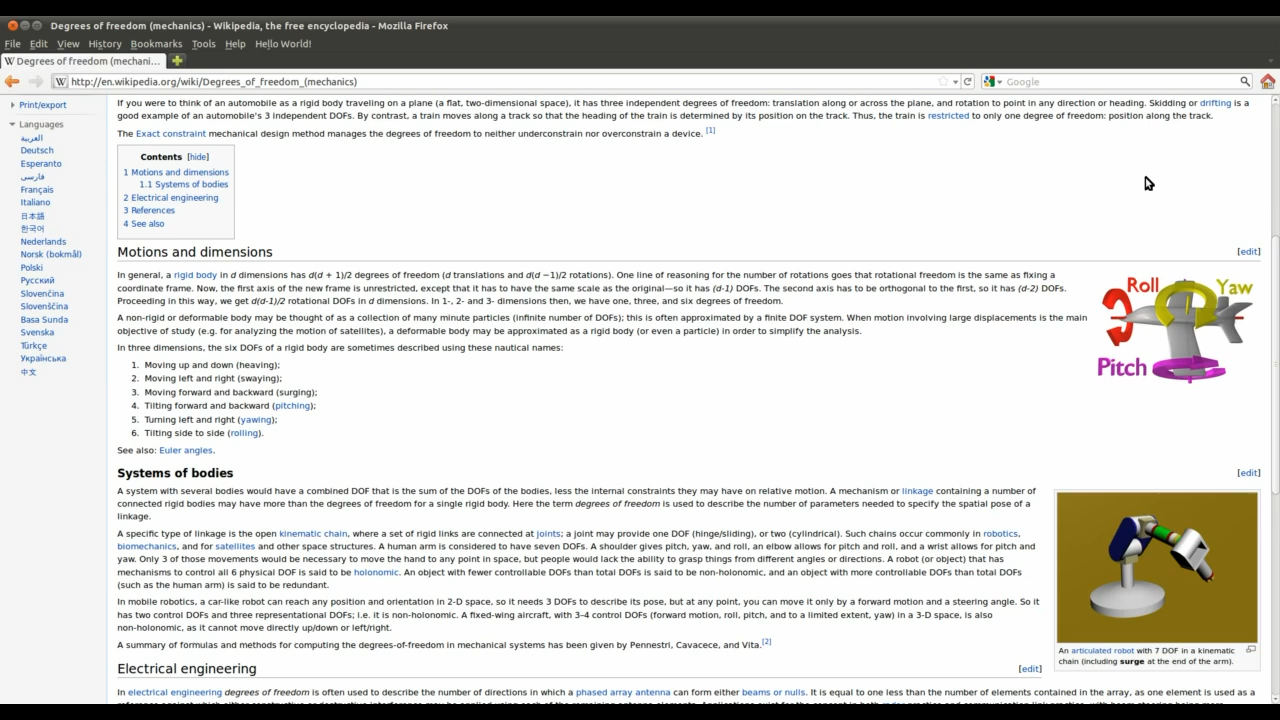 Degrees of freedom (mechanics) - Wikipedia, the free encyclopedia - Mozilla Firefox
File Edit View History Bookmarks Tools Help Hello World!
W Degrees of freedom (mechani...
W http://en.wikipedia.org/wiki/Degrees_of_freedom_(mechanics)
Google
Print/export
Languages
العربية
Deutsch
Esperanto
فارسی
Français
Italiano
日本語
한국어
Nederlands
Norsk (bokmål)
Polski
Русский
Slovenčina
Slovenščina
Basa Sunda
Svenska
Türkçe
Українська
中文
If you were to think of an automobile as a rigid body traveling on a plane (a flat, two-dimensional space), it has three independent degrees of freedom: translation along or across the plane, and rotation to point in any direction or heading. Skidding or drifting is a
good example of an automobile's 3 independent DOFs. By contrast, a train moves along a track so that the heading of the train is determined by its position on the track. Thus, the train is restricted to only one degree of freedom: position along the track.
The Exact constraint mechanical design method manages the degrees of freedom to neither underconstrain nor overconstrain a device. [1]
Contents [hide]
1 Motions and dimensions
1.1 Systems of bodies
2 Electrical engineering
3 References
4 See also
Motions and dimensions
[edit]
In general, a rigid body in d dimensions has d(d + 1)/2 degrees of freedom (d translations and d(d −1)/2 rotations). One line of reasoning for the number of rotations goes that rotational freedom is the same as fixing a
coordinate frame. Now, the first axis of the new frame is unrestricted, except that it has to have the same scale as the original—so it has (d-1) DOFs. The second axis has to be orthogonal to the first, so it has (d-2) DOFs.
Proceeding in this way, we get d(d-1)/2 rotational DOFs in d dimensions. In 1-, 2- and 3- dimensions then, we have one, three, and six degrees of freedom.
A non-rigid or deformable body may be thought of as a collection of many minute particles (infinite number of DOFs); this is often approximated by a finite DOF system. When motion involving large displacements is the main
objective of study (e.g. for analyzing the motion of satellites), a deformable body may be approximated as a rigid body (or even a particle) in order to simplify the analysis.
In three dimensions, the six DOFs of a rigid body are sometimes described using these nautical names:
1. Moving up and down (heaving);
2. Moving left and right (swaying);
3. Moving forward and backward (surging);
4. Tilting forward and backward (pitching);
5. Turning left and right (yawing);
6. Tilting side to side (rolling).
See also: Euler angles.
Roll
Yaw
Pitch
Systems of bodies
[edit]
A system with several bodies would have a combined DOF that is the sum of the DOFs of the bodies, less the internal constraints they may have on relative motion. A mechanism or linkage containing a number of
connected rigid bodies may have more than the degrees of freedom for a single rigid body. Here the term degrees of freedom is used to describe the number of parameters needed to specify the spatial pose of a
linkage.
A specific type of linkage is the open kinematic chain, where a set of rigid links are connected at joints; a joint may provide one DOF (hinge/sliding), or two (cylindrical). Such chains occur commonly in robotics,
biomechanics, and for satellites and other space structures. A human arm is considered to have seven DOFs. A shoulder gives pitch, yaw, and roll, an elbow allows for pitch and roll, and a wrist allows for pitch and
yaw. Only 3 of those movements would be necessary to move the hand to any point in space, but people would lack the ability to grasp things from different angles or directions. A robot (or object) that has
mechanisms to control all 6 physical DOF is said to be holonomic. An object with fewer controllable DOFs than total DOFs is said to be non-holonomic, and an object with more controllable DOFs than total DOFs
(such as the human arm) is said to be redundant.
In mobile robotics, a car-like robot can reach any position and orientation in 2-D space, so it needs 3 DOFs to describe its pose, but at any point, you can move it only by a forward motion and a steering angle. So it
has two control DOFs and three representational DOFs; i.e. it is non-holonomic. A fixed-wing aircraft, with 3–4 control DOFs (forward motion, roll, pitch, and to a limited extent, yaw) in a 3-D space, is also
non-holonomic, as it cannot move directly up/down or left/right.
A summary of formulas and methods for computing the degrees-of-freedom in mechanical systems has been given by Pennestri, Cavacece, and Vita.[2]
An articulated robot with 7 DOF in a kinematic
chain (including surge at the end of the arm).
Electrical engineering
[edit]
In electrical engineering degrees of freedom is often used to describe the number of directions in which a phased array antenna can form either beams or nulls. It is equal to one less than the number of elements contained in the array, as one element is used as a